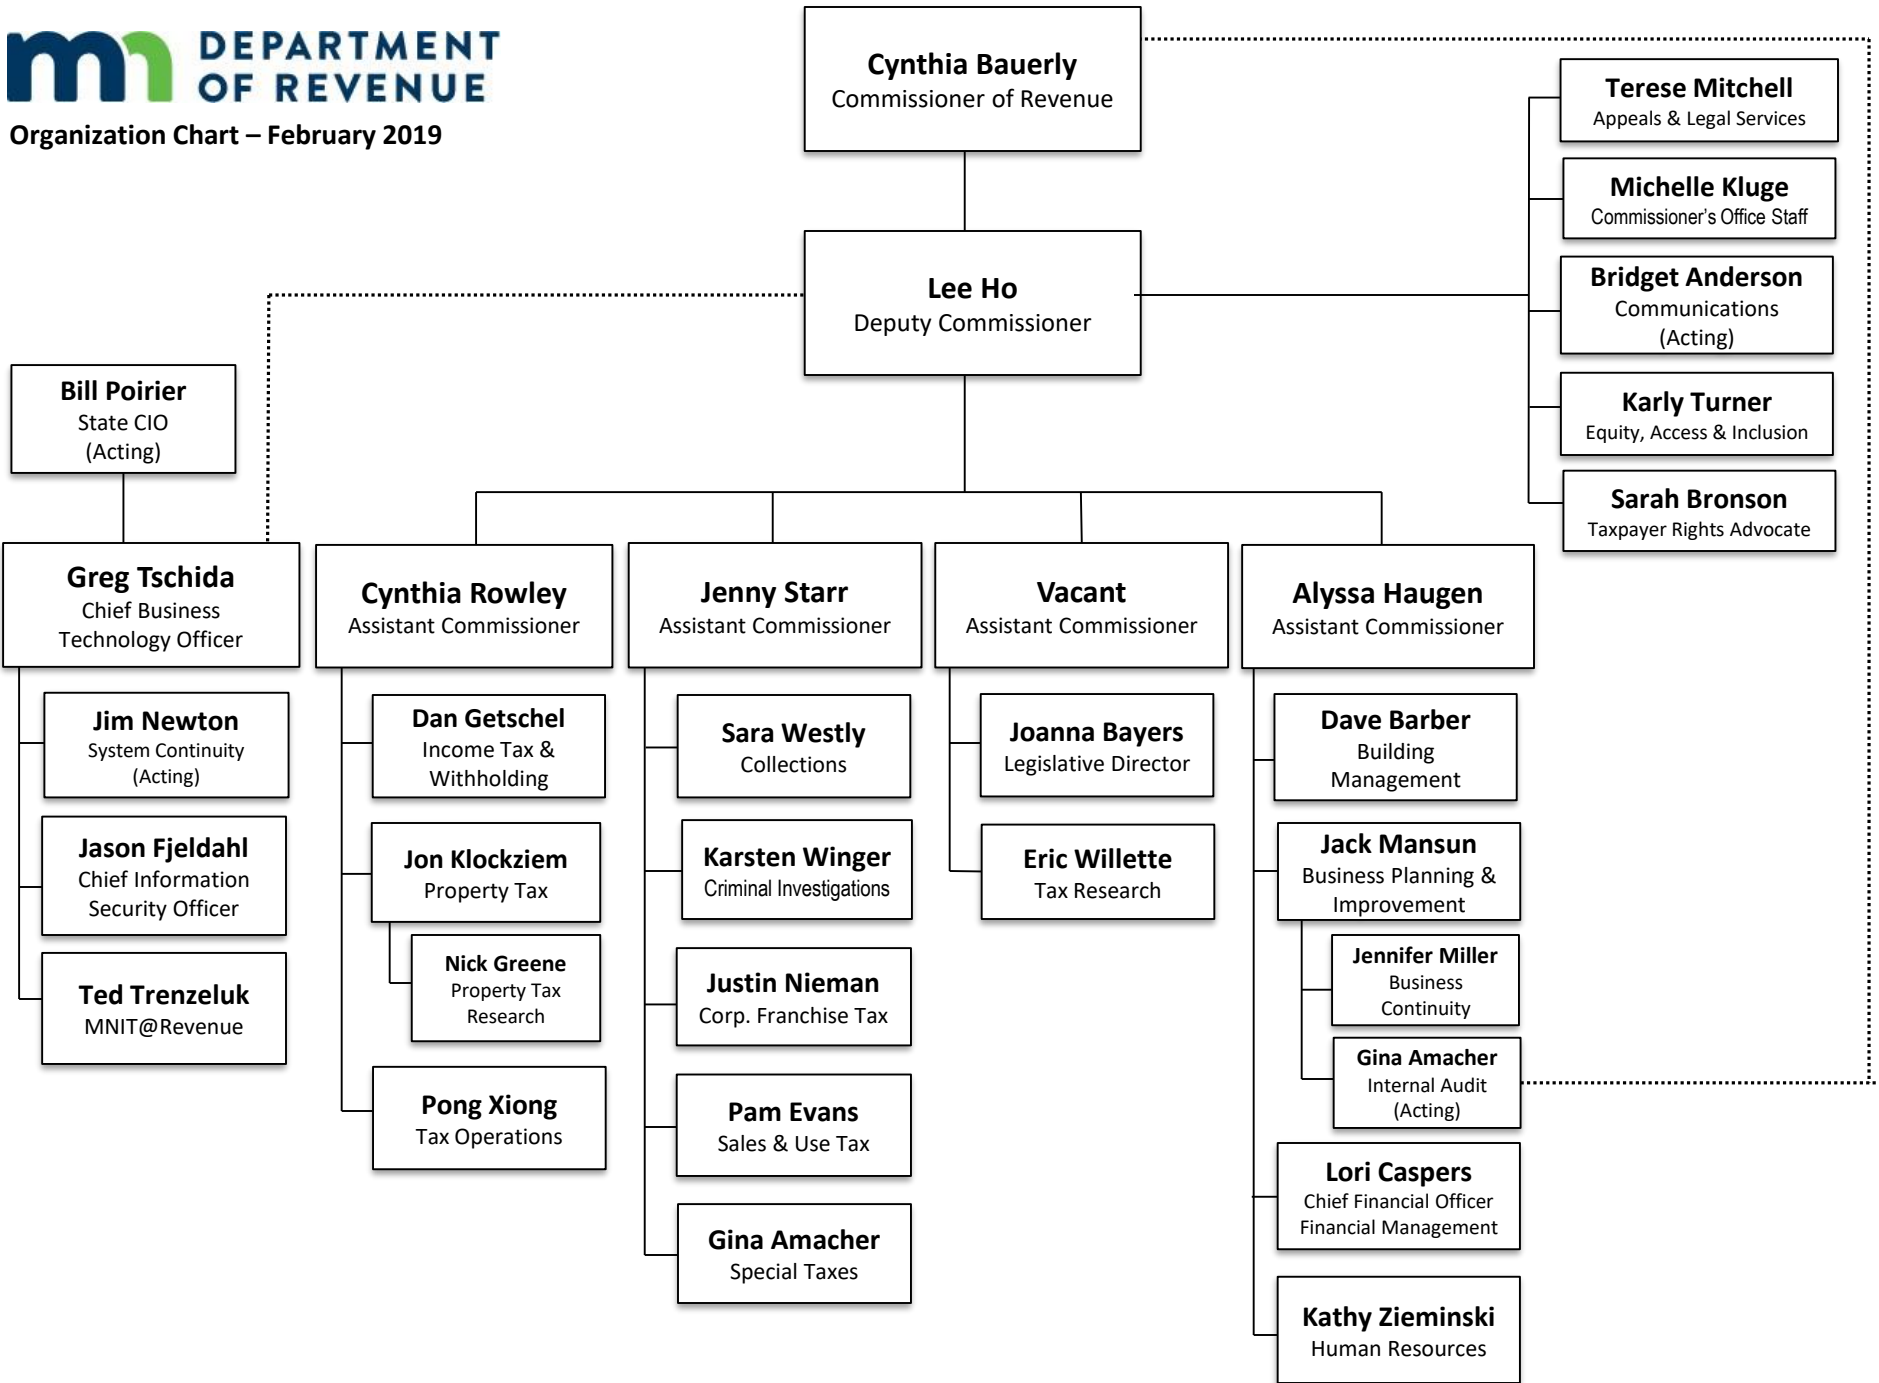 DEPARTMENT
OF REVENUE
Organization Chart – February 2019
Cynthia Bauerly
Commissioner of Revenue
Terese Mitchell
Appeals & Legal Services
Michelle Kluge
Commissioner's Office Staff
Bridget Anderson
Communications
(Acting)
Karly Turner
Equity, Access & Inclusion
Sarah Bronson
Taxpayer Rights Advocate
Lee Ho
Deputy Commissioner
Bill Poirier
State CIO
(Acting)
Greg Tschida
Chief Business
Technology Officer
Jim Newton
System Continuity
(Acting)
Jason Fjeldahl
Chief Information
Security Officer
Ted Trenzeluk
MNIT@Revenue
Cynthia Rowley
Assistant Commissioner
Dan Getschel
Income Tax &
Withholding
Jon Klockziem
Property Tax
Nick Greene
Property Tax
Research
Pong Xiong
Tax Operations
Jenny Starr
Assistant Commissioner
Sara Westly
Collections
Karsten Winger
Criminal Investigations
Justin Nieman
Corp. Franchise Tax
Pam Evans
Sales & Use Tax
Gina Amacher
Special Taxes
Vacant
Assistant Commissioner
Joanna Bayers
Legislative Director
Eric Willette
Tax Research
Alyssa Haugen
Assistant Commissioner
Dave Barber
Building
Management
Jack Mansun
Business Planning &
Improvement
Jennifer Miller
Business
Continuity
Gina Amacher
Internal Audit
(Acting)
Lori Caspers
Chief Financial Officer
Financial Management
Kathy Zieminski
Human Resources